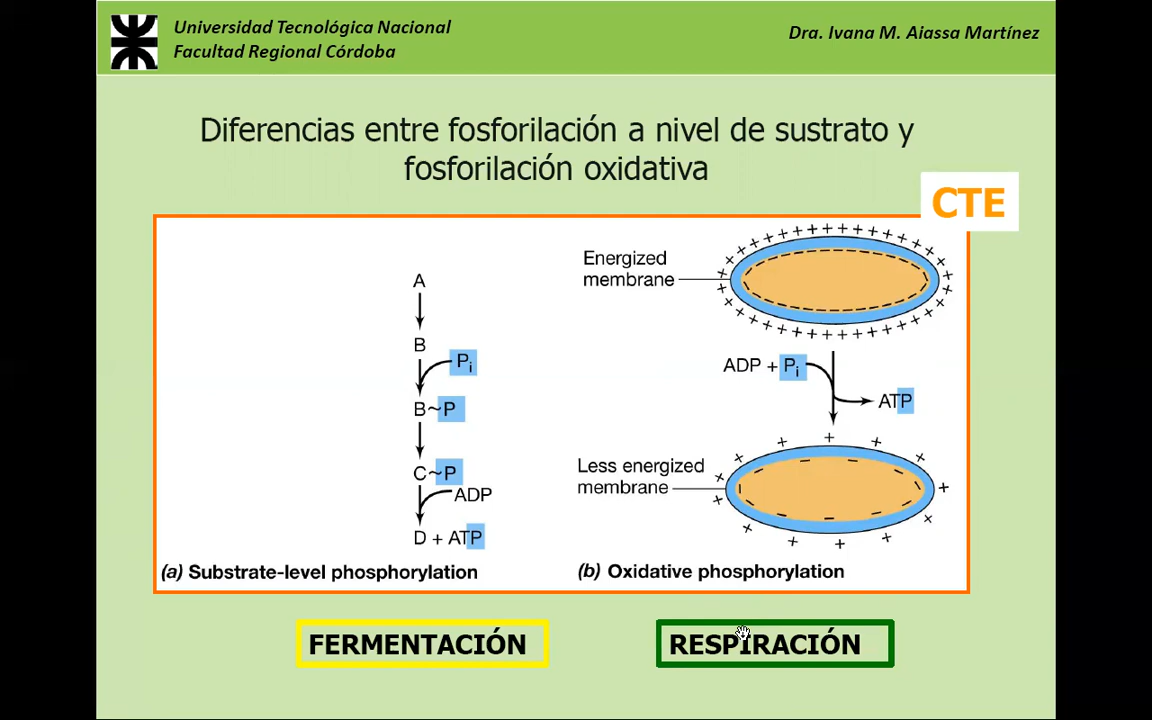 Universidad Tecnológica Nacional
Facultad Regional Córdoba
Dra. Ivana M. Aiassa Martínez
Diferencias entre fosforilación a nivel de sustrato y
fosforilación oxidativa
CTE
A
B
Pi
B~P
C~P
ADP
D + ATP
(a) Substrate-level phosphorylation
Energized
membrane
ADP + Pi
ATP
Less energized
membrane
(b) Oxidative phosphorylation
FERMENTACIÓN
RESPIRACIÓN